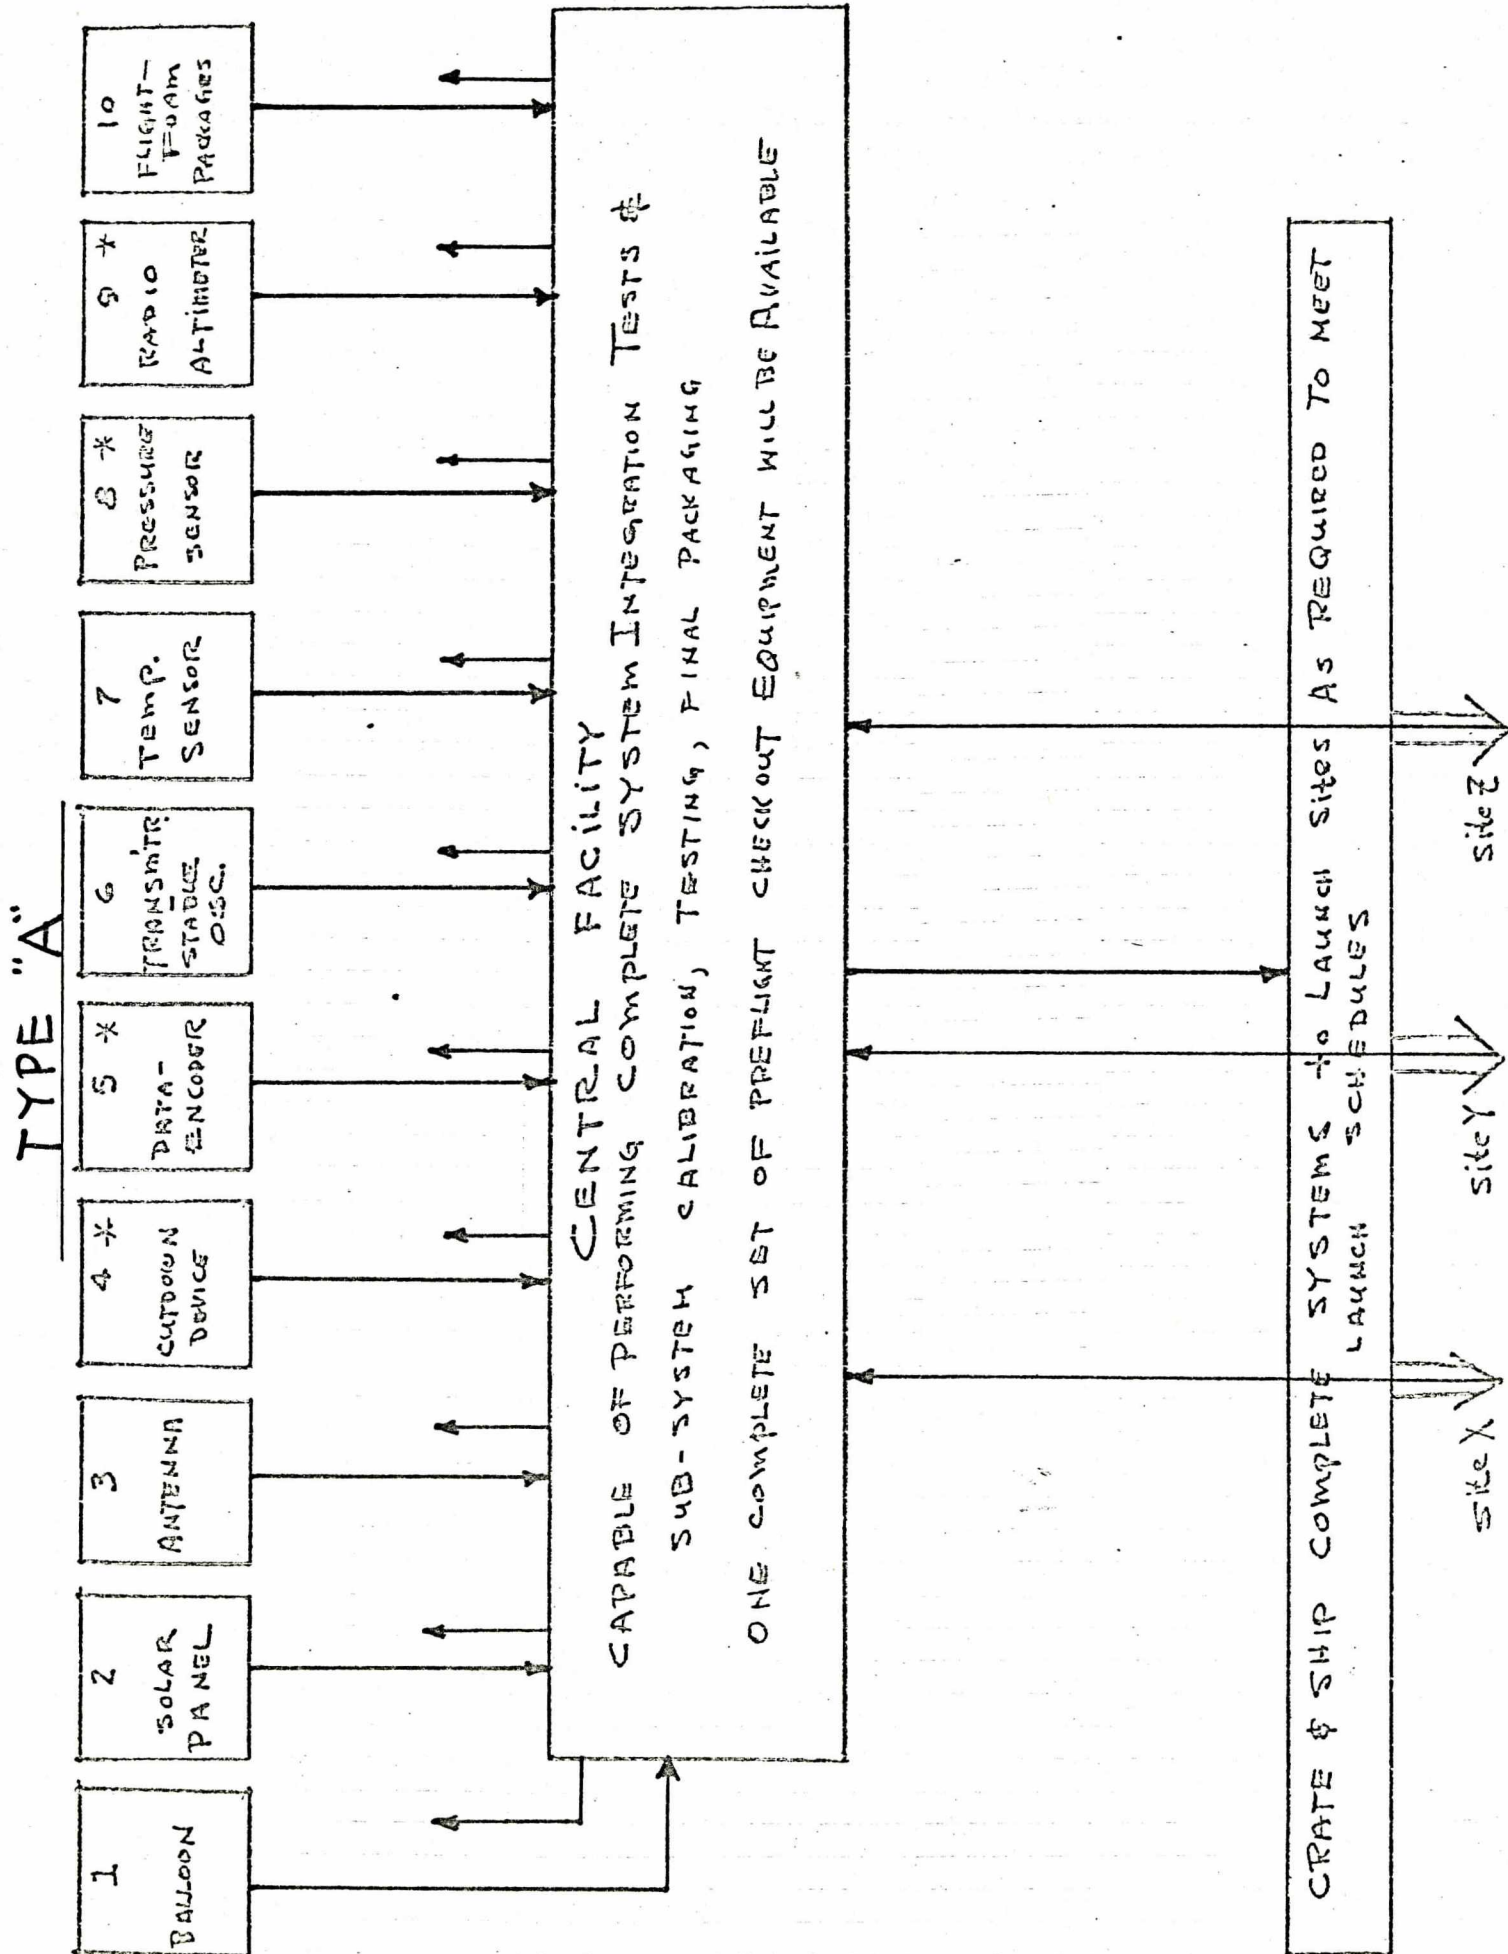 TYPE "A"
1
BALLOON
2
SOLAR
PANEL
3
ANTENNA
4 *
CUTDOWN
DEVICE
5 *
DATA-
ENCODER
6
TRANSMTR.
STABLE
OSC.
7
TEMP.
SENSOR
8 *
PRESSURE
SENSOR
9 *
RADIO
ALTIMETER
10
FLIGHT-
FOAM
PACKAGES
CENTRAL FACILITY
CAPABLE OF PERFORMING COMPLETE SYSTEM INTEGRATION TESTS &
SUB-SYSTEM CALIBRATION, TESTING, FINAL PACKAGING
ONE COMPLETE SET OF PREFLIGHT CHECKOUT EQUIPMENT WILL BE AVAILABLE
CRATE & SHIP COMPLETE SYSTEMS to LAUNCH Sites AS REQUIRED TO MEET
LAUNCH SCHEDULES
site X
site Y
site Z